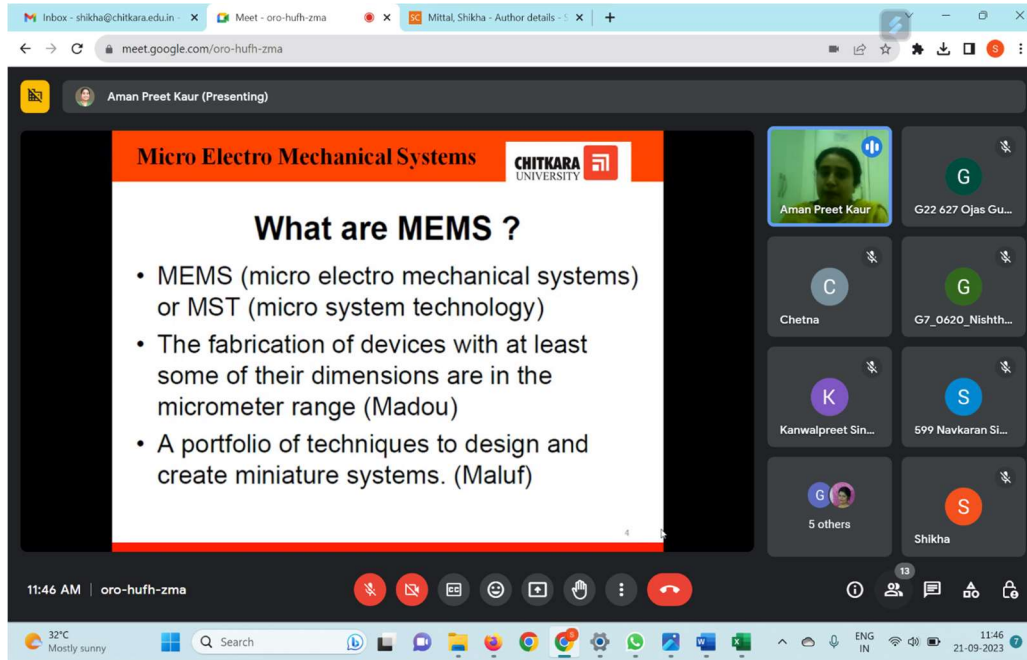 Inbox - shikha@chitkara.edu.in -
Meet - oro-hufh-zma
SC
Mittal, Shikha - Author details - S
meet.google.com/oro-hufh-zma
S
Aman Preet Kaur (Presenting)
Micro Electro Mechanical Systems
CHITKARA
UNIVERSITY
What are MEMS ?
• MEMS (micro electro mechanical systems)
or MST (micro system technology)
• The fabrication of devices with at least
some of their dimensions are in the
micrometer range (Madou)
• A portfolio of techniques to design and
create miniature systems. (Maluf)
4
Aman Preet Kaur
G
G22 627 Ojas Gu...
C
Chetna
G
G7_0620_Nishth...
K
Kanwalpreet Sin...
S
599 Navkaran Si...
G
5 others
S
Shikha
11:46 AM | oro-hufh-zma
CC
13
32°C
Mostly sunny
Search
ENG
IN
11:46
21-09-2023
7